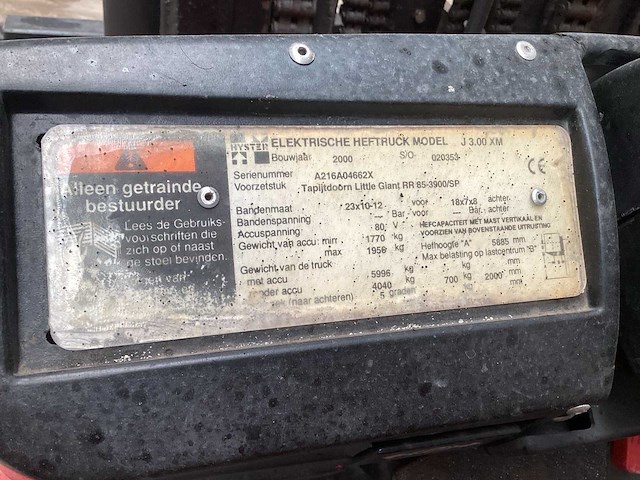 Alleen getrainde
bestuurder
Lees de Gebruiks-
voorschriften die
zich op of naast
de stoel bevinden.
HYSTER
ELEKTRISCHE HEFTRUCK MODEL J 3.00 XM
Bouwjaar 2000 S/O 020353
Serienummer A216A04662X
Voorzetstuk Tapijtdoorn Little Giant RR 85-3900/SP
Bandenmaat 23x10-12 voor 18x7x8 achter
Bandenspanning — Bar, voor — Bar, achter
Accuspanning 80 V
Gewicht van accu: min 1770 kg
max 1956 kg
HEFCAPACITEIT MET MAST VERTIKAAL EN
VOORZIEN VAN BOVENSTAANDE UITRUSTING
Hefhoogte "A" 5885 mm
Max belasting op lastcentrum "B"
Gewicht van de truck
met accu 5996 kg
accu 4040 kg
700 kg 2000 mm
(naar achteren) 5 graden
CE